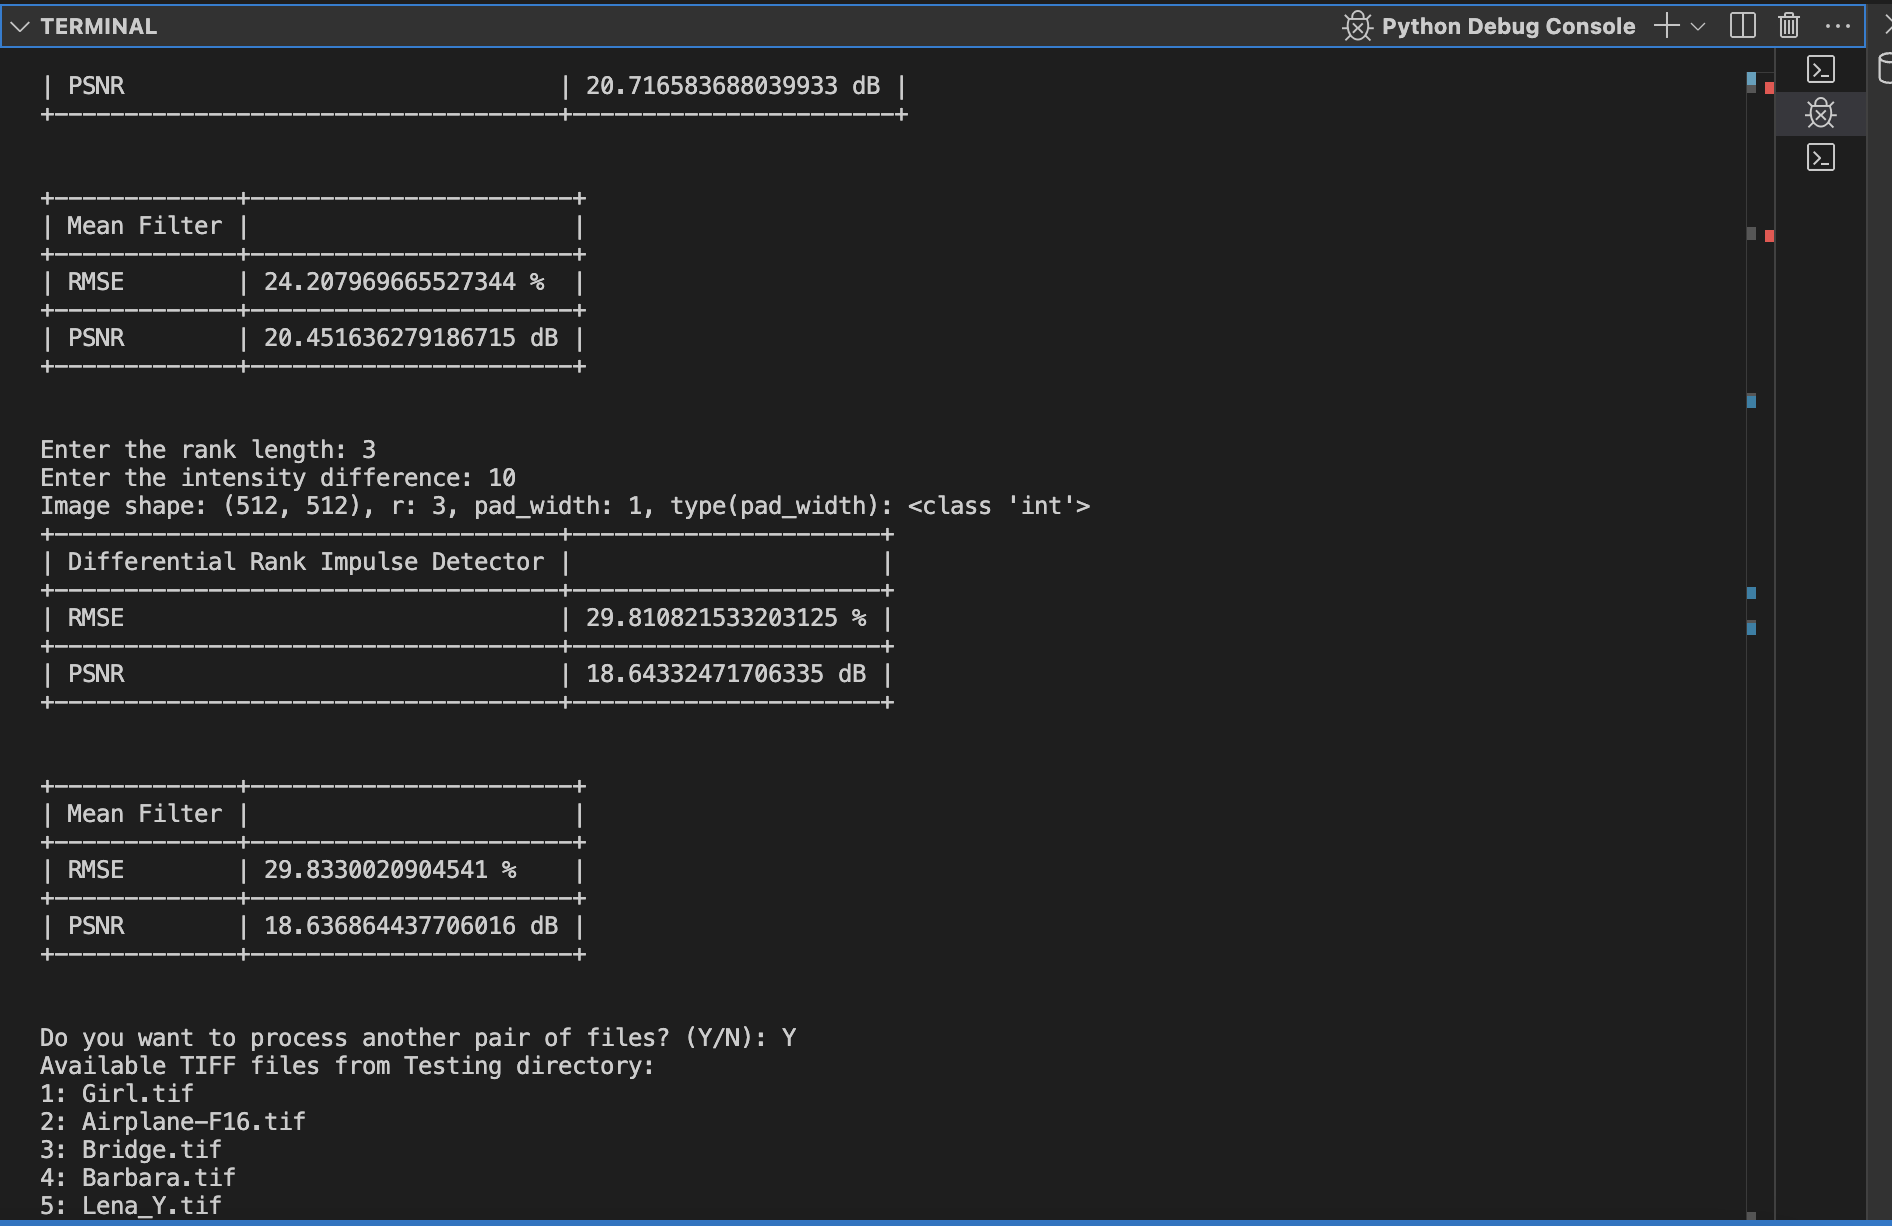 TERMINAL
Python Debug Console
| PSNR | 20.716583688039933 dB |
+------------------------------------+-----------------------+
+-------------+-----------------------+
| Mean Filter | |
+-------------+-----------------------+
| RMSE | 24.207969665527344 % |
+-------------+-----------------------+
| PSNR | 20.451636279186715 dB |
+-------------+-----------------------+
Enter the rank length: 3
Enter the intensity difference: 10
Image shape: (512, 512), r: 3, pad_width: 1, type(pad_width): <class 'int'>
+------------------------------------+----------------------+
| Differential Rank Impulse Detector | |
+------------------------------------+----------------------+
| RMSE | 29.810821533203125 % |
+------------------------------------+----------------------+
| PSNR | 18.64332471706335 dB |
+------------------------------------+----------------------+
+-------------+-----------------------+
| Mean Filter | |
+-------------+-----------------------+
| RMSE | 29.8330020904541 % |
+-------------+-----------------------+
| PSNR | 18.636864437706016 dB |
+-------------+-----------------------+
Do you want to process another pair of files? (Y/N): Y
Available TIFF files from Testing directory:
1: Girl.tif
2: Airplane-F16.tif
3: Bridge.tif
4: Barbara.tif
5: Lena_Y.tif